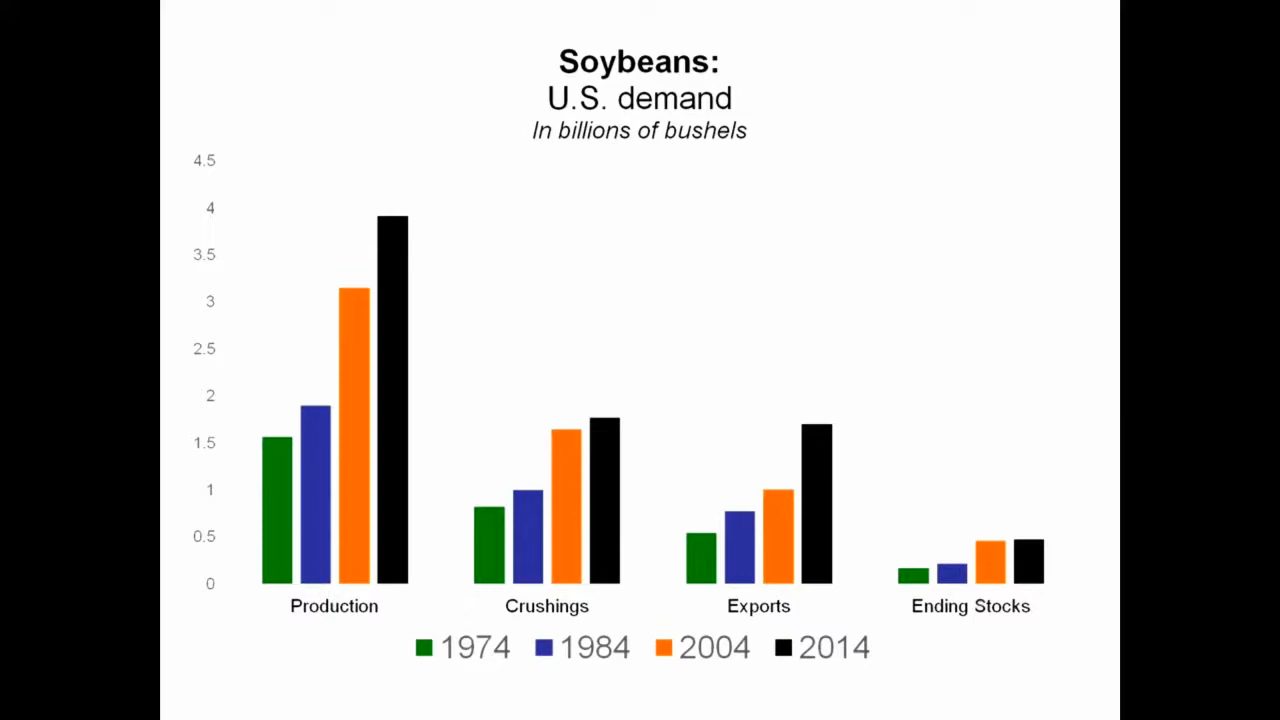 Soybeans:
U.S. demand
In billions of bushels
4.5
4
3.5
3
2.5
2
1.5
1
0.5
0
Production Crushings Exports Ending Stocks
1974 1984 2004 2014